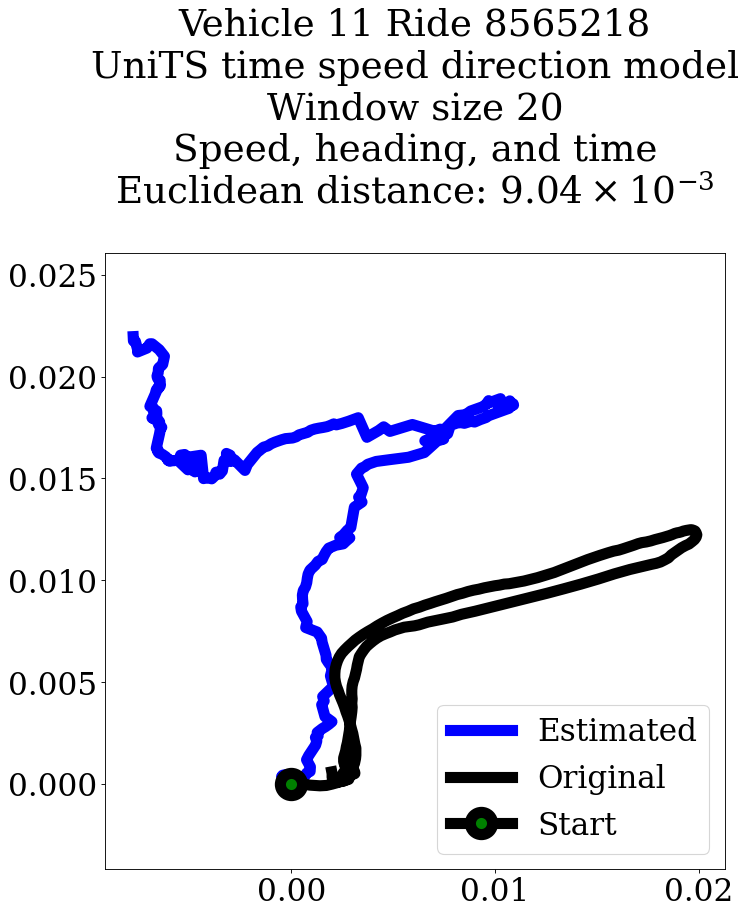 Vehicle 11 Ride 8565218
UniTS time speed direction model
Window size 20
Speed, heading, and time
Euclidean distance: 9.04 × 10⁻³
0.025
0.020
0.015
0.010
0.005
0.000
Estimated
Original
Start
0.00 0.01 0.02